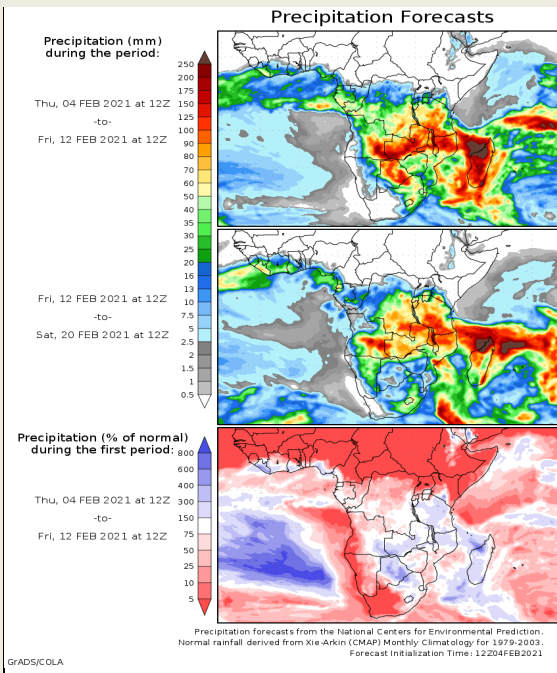 Precipitation Forecasts
Precipitation (mm)
during the period:
Thu, 04 FEB 2021 at 12Z
-to-
Fri, 12 FEB 2021 at 12Z
250
200
175
150
125
100
90
80
70
60
50
40
35
30
25
20
16
13
10
7.5
5
2.5
2
1.5
1
0.5
Fri, 12 FEB 2021 at 12Z
-to-
Sat, 20 FEB 2021 at 12Z
Precipitation (% of normal)
during the first period:
Thu, 04 FEB 2021 at 12Z
-to-
Fri, 12 FEB 2021 at 12Z
800
600
400
300
150
75
50
25
10
5
Precipitation forecasts from the National Centers for Environmental Prediction.
Normal rainfall derived from Xie-Arkin (CMAP) Monthly Climatology for 1979-2003.
Forecast Initialization Time: 12Z04FEB2021
GrADS/COLA